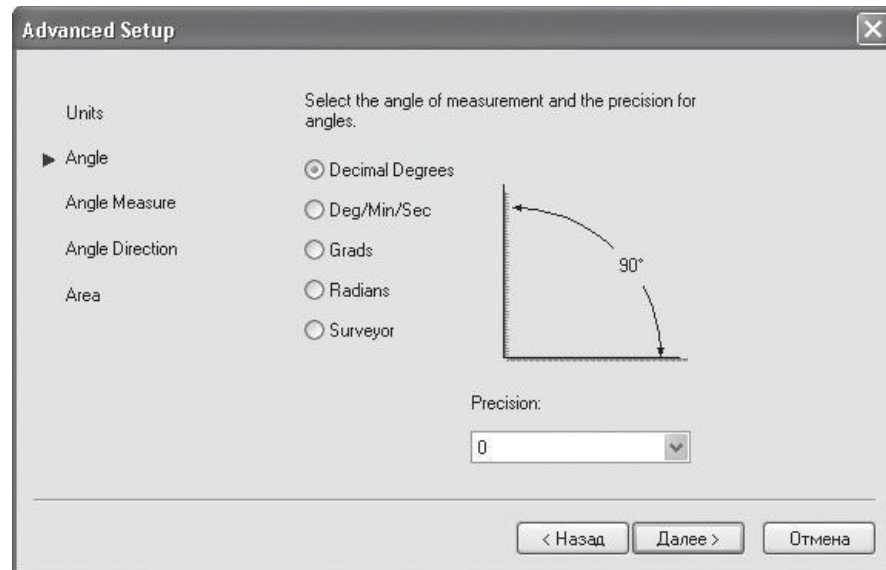 Advanced Setup
Units
Angle
Angle Measure
Angle Direction
Area
Select the angle of measurement and the precision for
angles.
Decimal Degrees
Deg/Min/Sec
Grads
Radians
Surveyor
90°
Precision:
0
< Назад
Далее >
Отмена